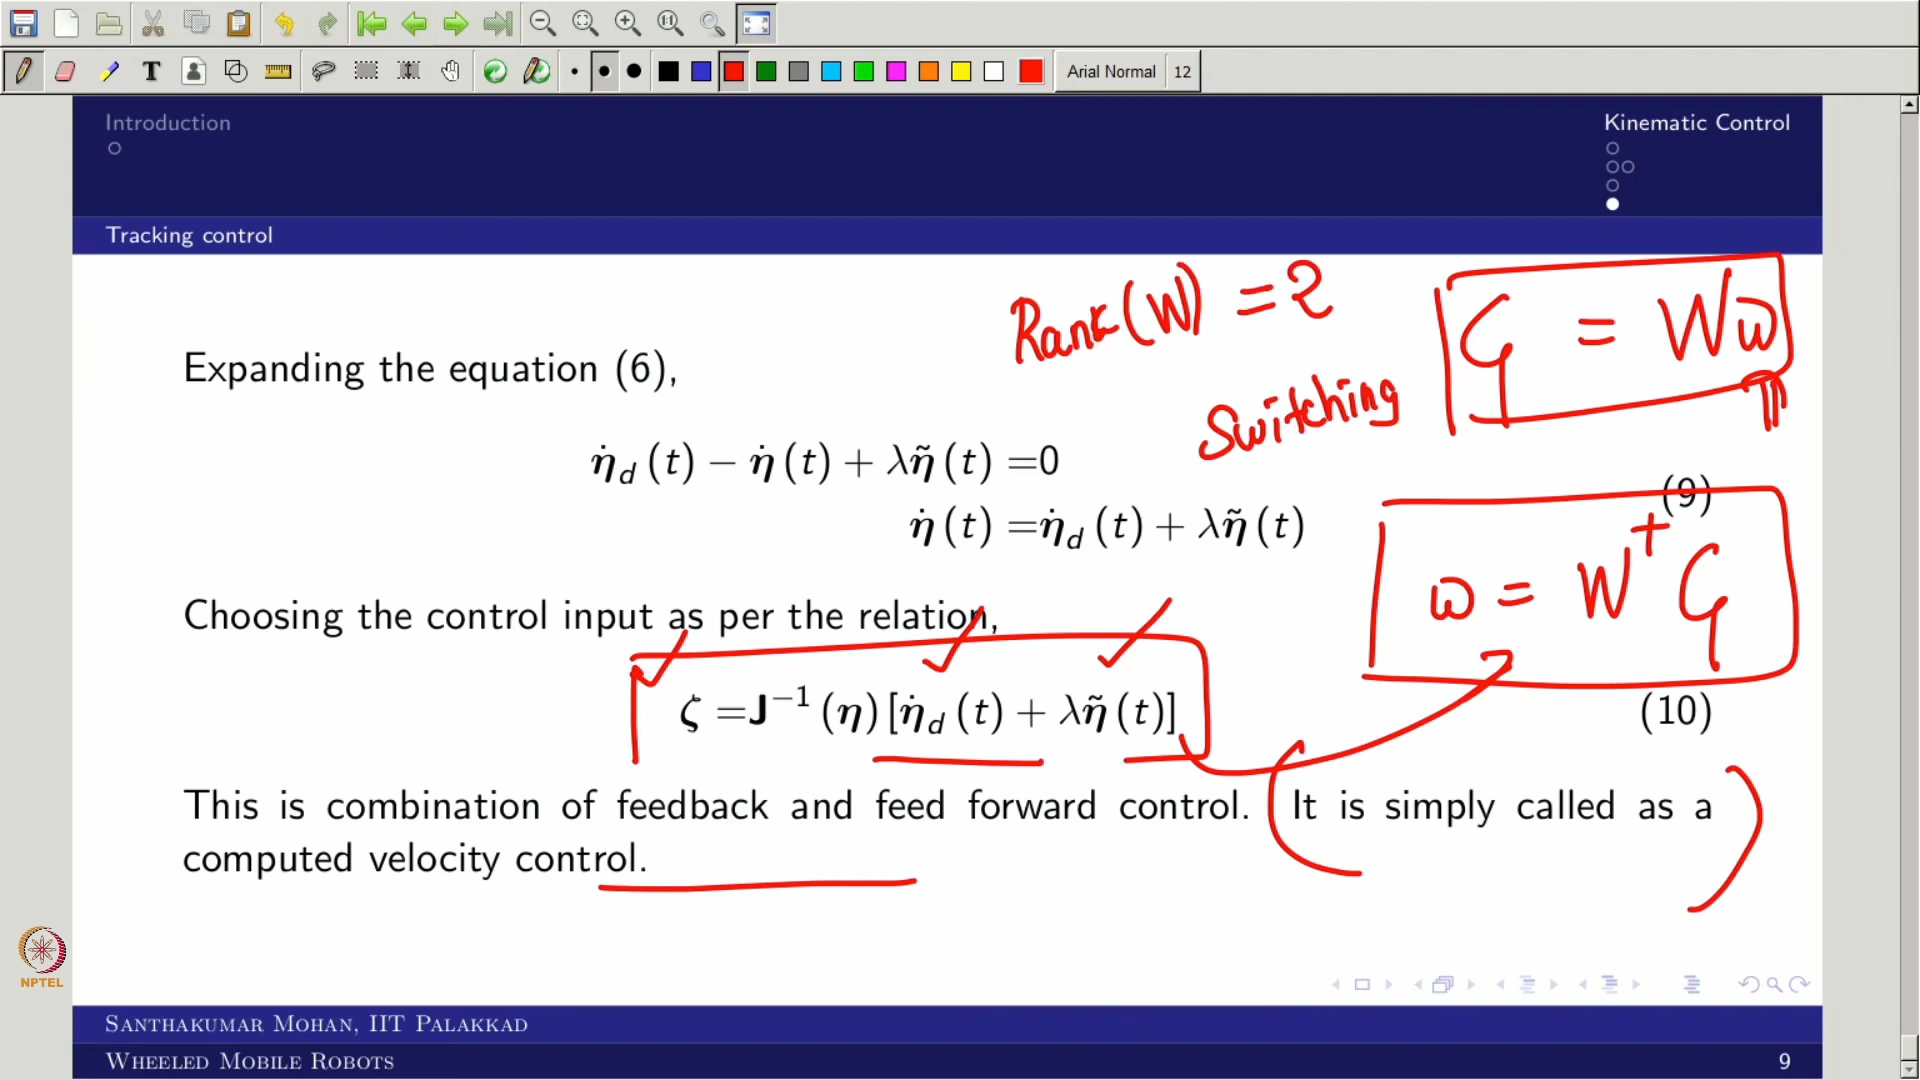 Arial Normal 12
Introduction
Kinematic Control
Tracking control
Rank(W) = 2
ζ = Wω
Switching
Expanding the equation (6),
η̇_d (t) − η̇ (t) + λη̃ (t) =0
(9)
η̇ (t) =η̇_d (t) + λη̃ (t)
ω = W⁺ ζ
Choosing the control input as per the relation,
ζ =J⁻¹ (η) [η̇_d (t) + λη̃ (t)]
(10)
This is combination of feedback and feed forward control. It is simply called as a
computed velocity control.
NPTEL
Santhakumar Mohan, IIT Palakkad
Wheeled Mobile Robots
9